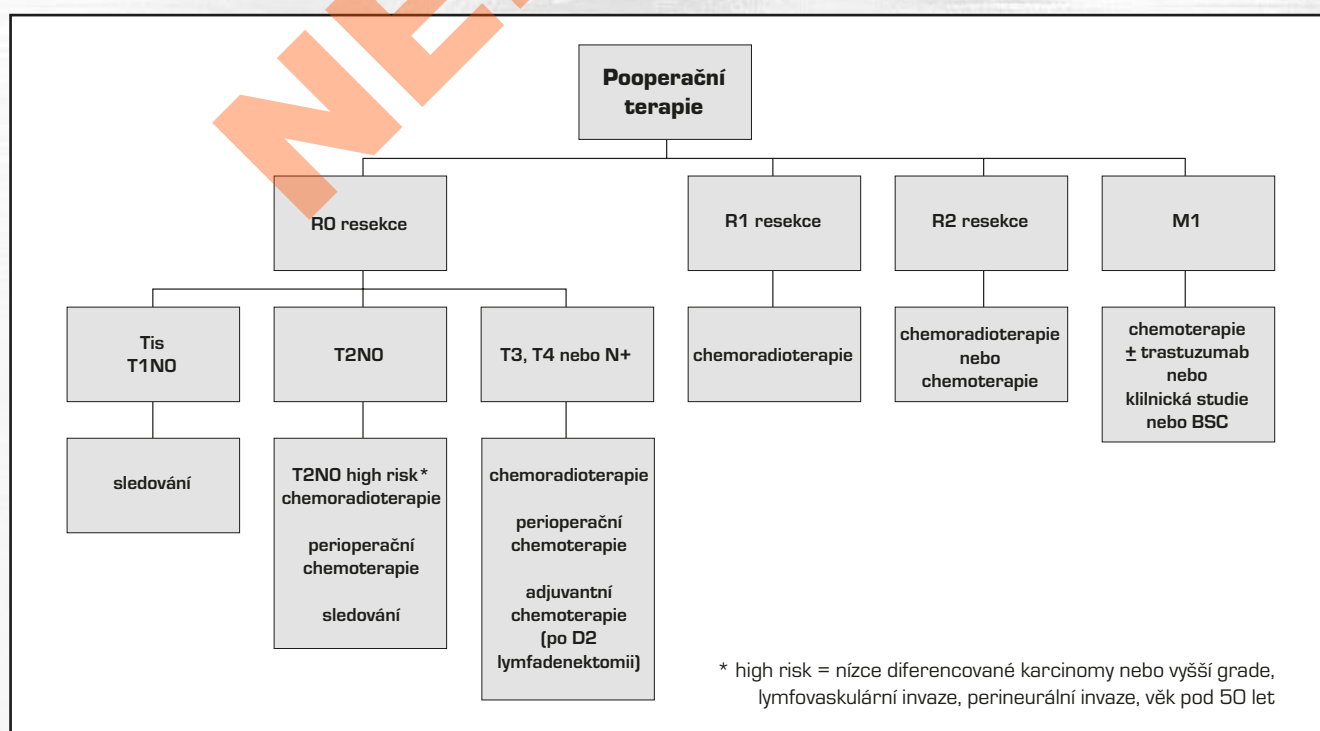 NE
Pooperační
terapie
R0 resekce
R1 resekce
R2 resekce
M1
Tis
T1N0
T2N0
T3, T4 nebo N+
chemoradioterapie
chemoradioterapie
nebo
chemoterapie
chemoterapie
± trastuzumab
nebo
klilnická studie
nebo BSC
sledování
T2N0 high risk*
chemoradioterapie
perioperační
chemoterapie
sledování
chemoradioterapie
perioperační
chemoterapie
adjuvantní
chemoterapie
(po D2
lymfadenektomii)
* high risk = nízce diferencované karcinomy nebo vyšší grade,
lymfovaskulární invaze, perineurální invaze, věk pod 50 let